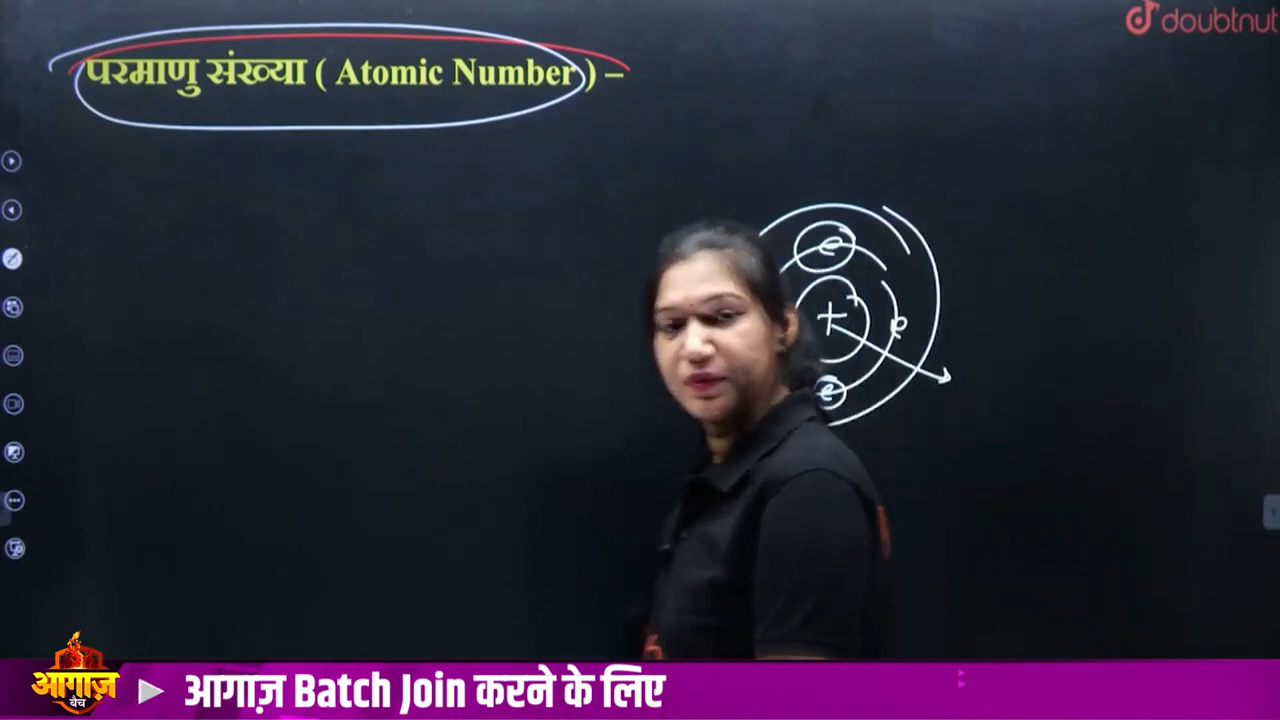 doubtnut
परमाणु संख्या ( Atomic Number ) –
e
+
e
e
आगाज़
बैच
आगाज़ Batch Join करने के लिए